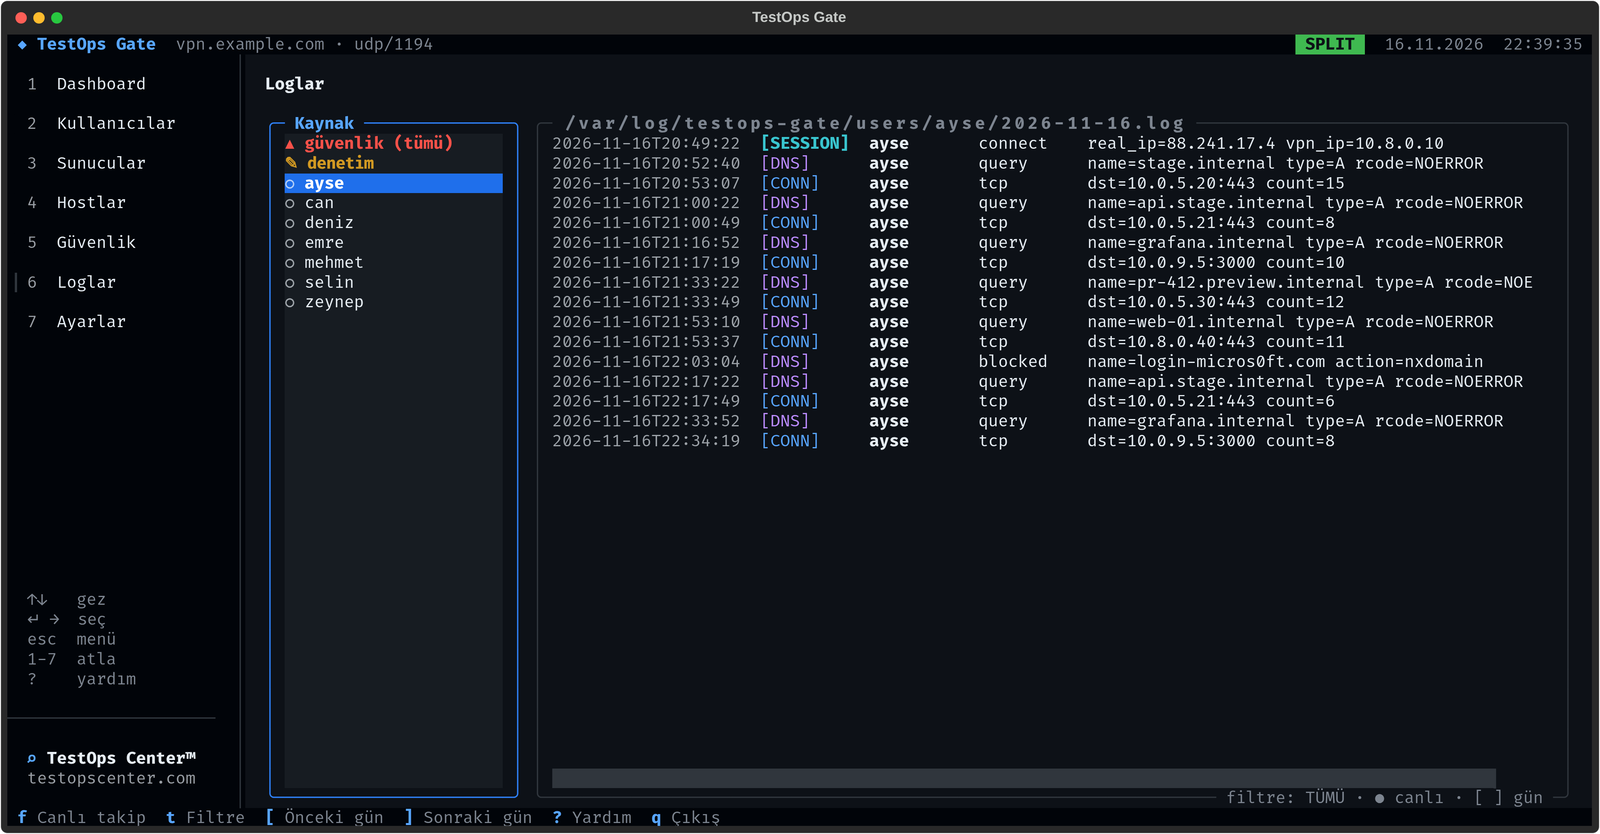 TestOps Gate
◆ TestOps Gate vpn.example.com · udp/1194 SPLIT 16.11.2026 22:39:35
1 Dashboard
2 Kullanıcılar
3 Sunucular
4 Hostlar
5 Güvenlik
6 Loglar
7 Ayarlar
↑↓ gez
↵ → seç
esc menü
1-7 atla
? yardım
TestOps Center™
testopscenter.com
Loglar
Kaynak
▲ güvenlik (tümü)
✎ denetim
○ ayse
○ can
○ deniz
○ emre
○ mehmet
○ selin
○ zeynep
/var/log/testops-gate/users/ayse/2026-11-16.log
2026-11-16T20:49:22 [SESSION] ayse connect real_ip=88.241.17.4 vpn_ip=10.8.0.10
2026-11-16T20:52:40 [DNS] ayse query name=stage.internal type=A rcode=NOERROR
2026-11-16T20:53:07 [CONN] ayse tcp dst=10.0.5.20:443 count=15
2026-11-16T21:00:22 [DNS] ayse query name=api.stage.internal type=A rcode=NOERROR
2026-11-16T21:00:49 [CONN] ayse tcp dst=10.0.5.21:443 count=8
2026-11-16T21:16:52 [DNS] ayse query name=grafana.internal type=A rcode=NOERROR
2026-11-16T21:17:19 [CONN] ayse tcp dst=10.0.9.5:3000 count=10
2026-11-16T21:33:22 [DNS] ayse query name=pr-412.preview.internal type=A rcode=NOE
2026-11-16T21:33:49 [CONN] ayse tcp dst=10.0.5.30:443 count=12
2026-11-16T21:53:10 [DNS] ayse query name=web-01.internal type=A rcode=NOERROR
2026-11-16T21:53:37 [CONN] ayse tcp dst=10.8.0.40:443 count=11
2026-11-16T22:03:04 [DNS] ayse blocked name=login-micros0ft.com action=nxdomain
2026-11-16T22:17:22 [DNS] ayse query name=api.stage.internal type=A rcode=NOERROR
2026-11-16T22:17:49 [CONN] ayse tcp dst=10.0.5.21:443 count=6
2026-11-16T22:33:52 [DNS] ayse query name=grafana.internal type=A rcode=NOERROR
2026-11-16T22:34:19 [CONN] ayse tcp dst=10.0.9.5:3000 count=8
filtre: TÜMÜ · ● canlı · [ ] gün
f Canlı takip t Filtre [ Önceki gün ] Sonraki gün ? Yardım q Çıkış